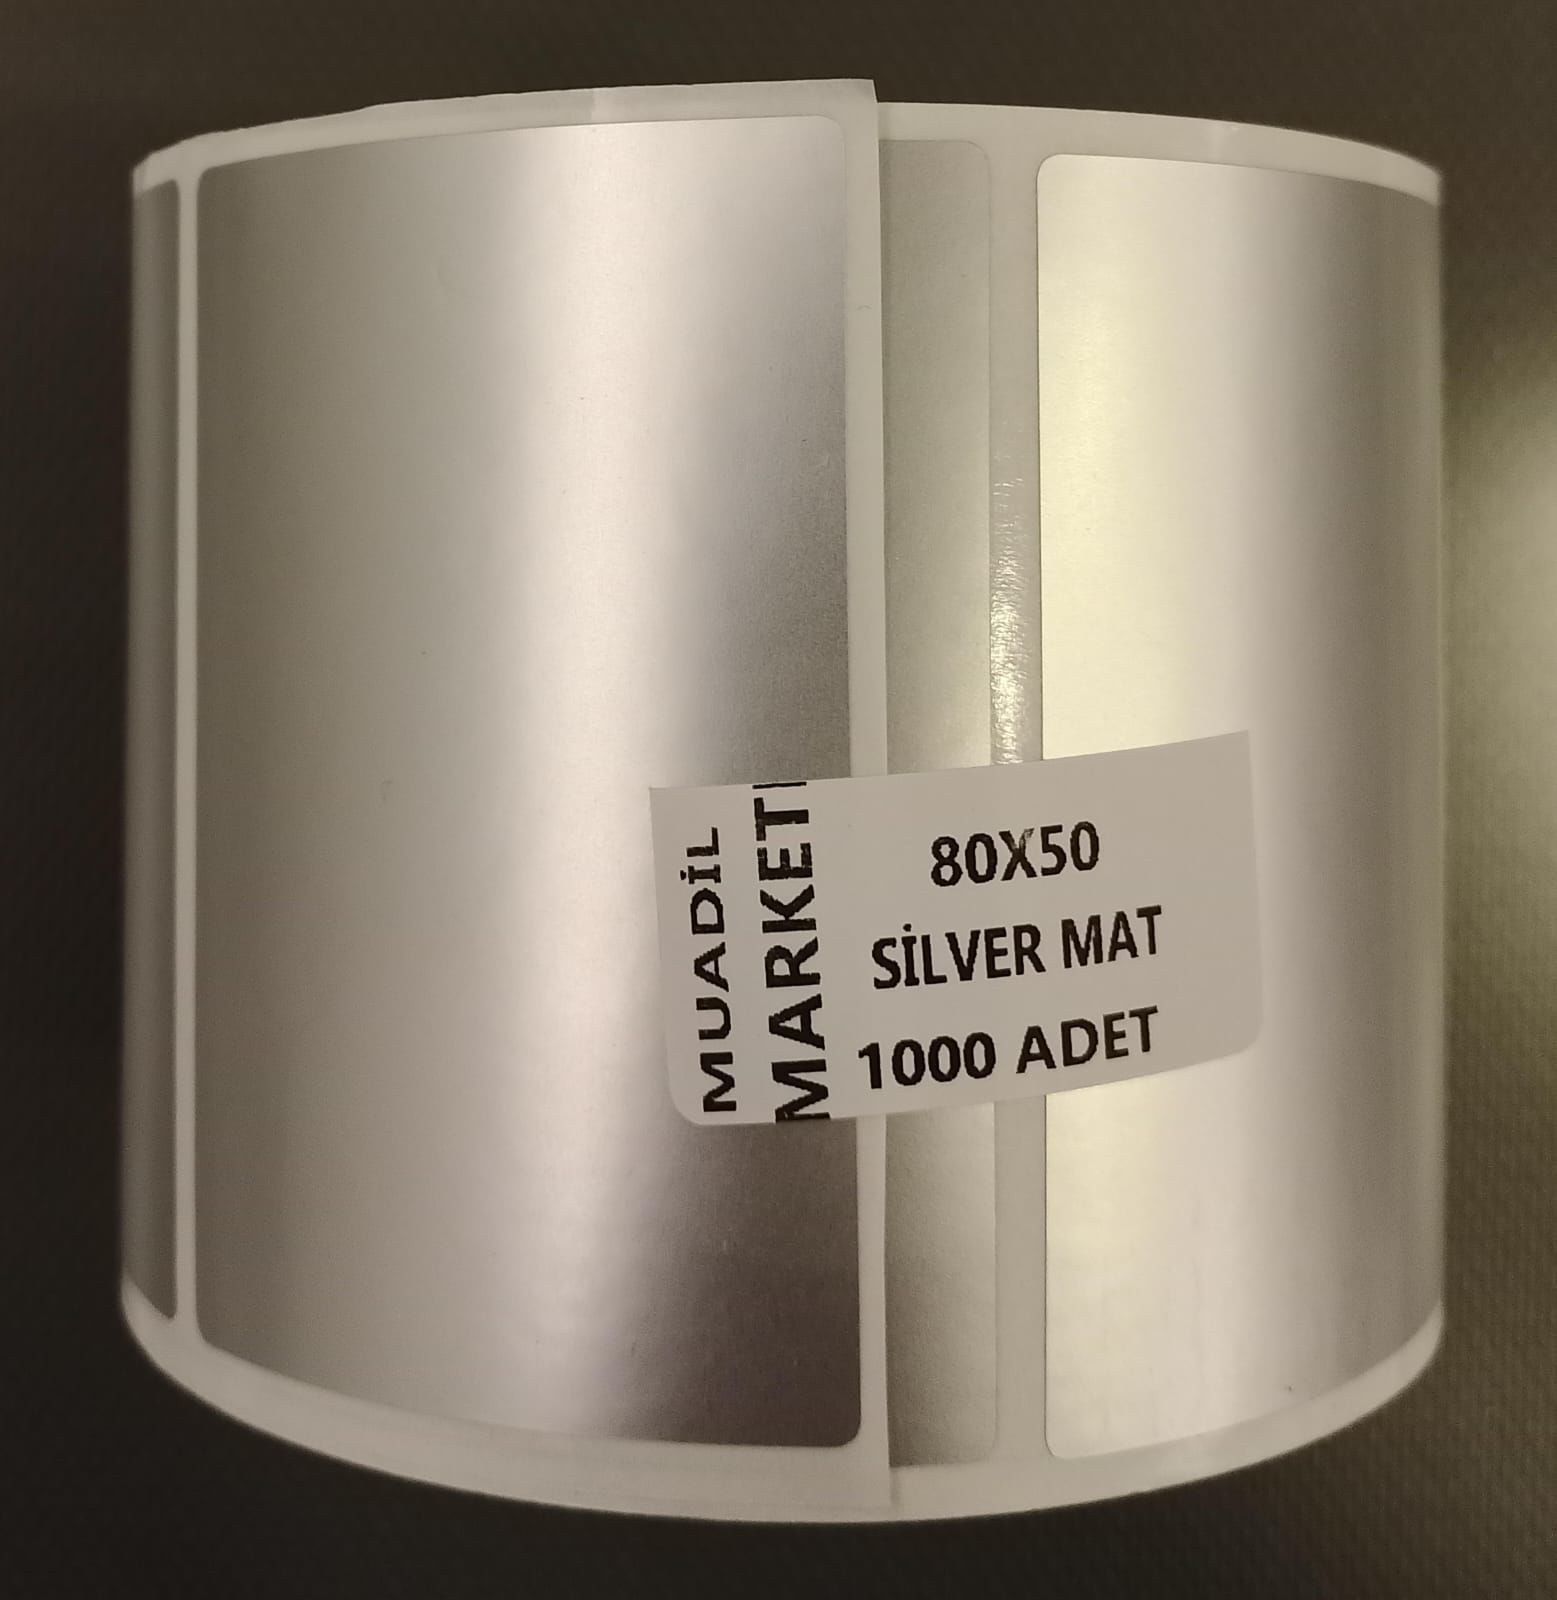 MUADİL
MARKETİ
80X50
SİLVER MAT
1000 ADET